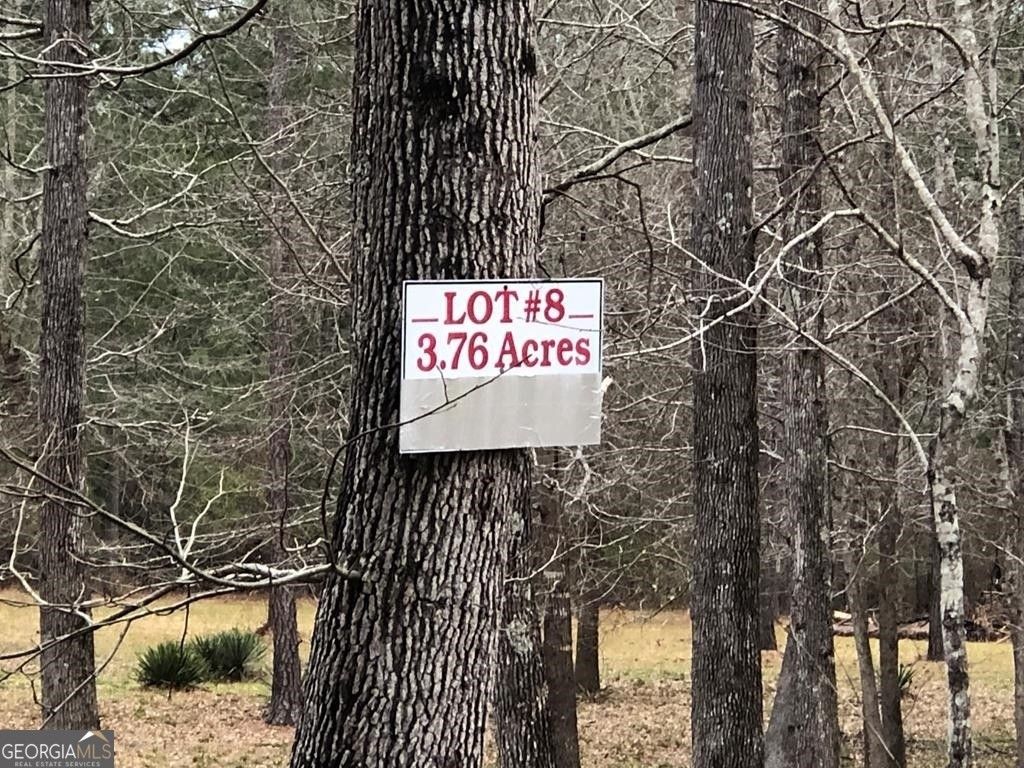 LOT #8
3.76 Acres
GEORGIAMLS
REAL ESTATE SERVICES